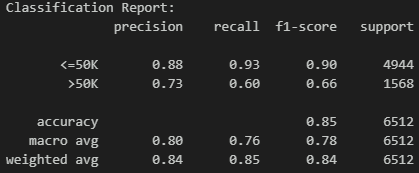 Classification Report:
precision recall f1-score support
<=50K 0.88 0.93 0.90 4944
>50K 0.73 0.60 0.66 1568
accuracy 0.85 6512
macro avg 0.80 0.76 0.78 6512
weighted avg 0.84 0.85 0.84 6512